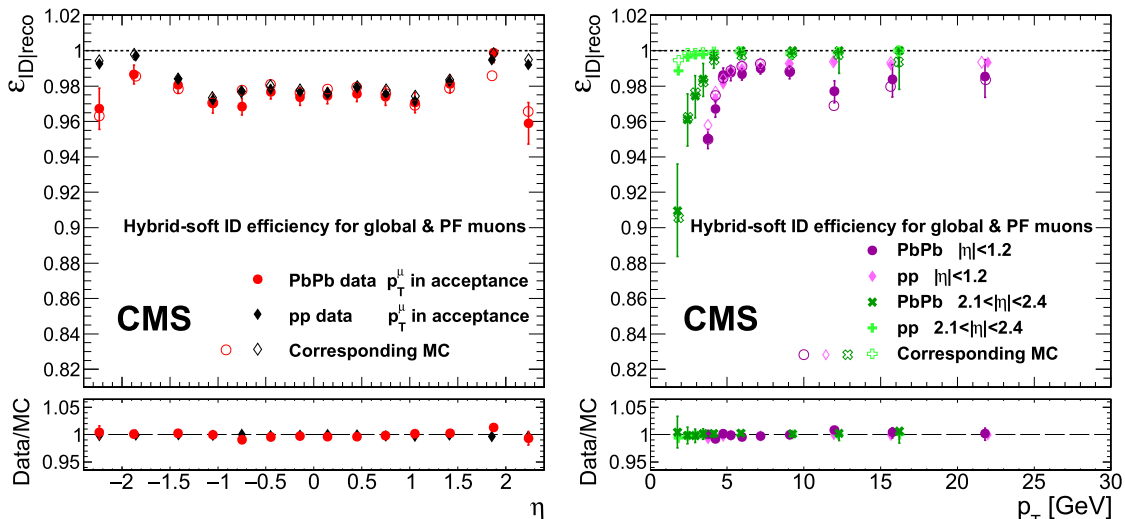 ε_ID|reco
1.02
1
0.98
0.96
0.94
0.92
0.9
0.88
0.86
0.84
0.82
Hybrid-soft ID efficiency for global & PF muons
PbPb data p_T^μ in acceptance
CMS
pp data p_T^μ in acceptance
Corresponding MC
Data/MC
1.05
1
0.95
−2 −1.5 −1 −0.5 0 0.5 1 1.5 2
η
ε_ID|reco
1.02
1
0.98
0.96
0.94
0.92
0.9
0.88
0.86
0.84
0.82
Hybrid-soft ID efficiency for global & PF muons
PbPb |η|<1.2
pp |η|<1.2
PbPb 2.1<|η|<2.4
CMS
pp 2.1<|η|<2.4
Corresponding MC
Data/MC
1.05
1
0.95
0 5 10 15 20 25 30
p_T [GeV]